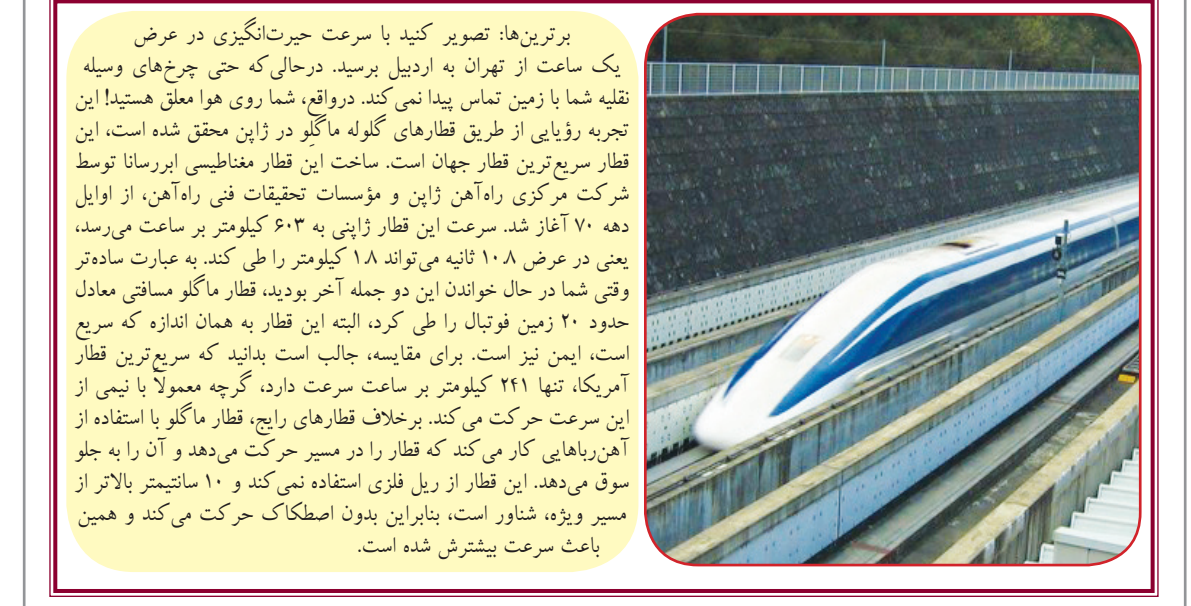 برترین‌ها: تصویر کنید با سرعت حیرت‌انگیزی در عرض
یک ساعت از تهران به اردبیل برسید. درحالی‌که حتی چرخ‌های وسیله
نقلیه شما با زمین تماس پیدا نمی‌کند. درواقع، شما روی هوا معلق هستید! این
تجربه رؤیایی از طریق قطارهای گلوله ماگلِو در ژاپن محقق شده است، این
قطار سریع‌ترین قطار جهان است. ساخت این قطار مغناطیسی ابررسانا توسط
شرکت مرکزی راه‌آهن ژاپن و مؤسسات تحقیقات فنی راه‌آهن، از اوایل
دهه ۷۰ آغاز شد. سرعت این قطار ژاپنی به ۶۰۳ کیلومتر بر ساعت می‌رسد،
یعنی در عرض ۱۰.۸ ثانیه می‌تواند ۱.۸ کیلومتر را طی کند. به عبارت ساده‌تر
وقتی شما در حال خواندن این دو جمله آخر بودید، قطار ماگلو مسافتی معادل
حدود ۲۰ زمین فوتبال را طی کرد، البته این قطار به همان اندازه که سریع
است، ایمن نیز است. برای مقایسه، جالب است بدانید که سریع‌ترین قطار
آمریکا، تنها ۲۴۱ کیلومتر بر ساعت سرعت دارد، گرچه معمولاً با نیمی از
این سرعت حرکت می‌کند. برخلاف قطارهای رایج، قطار ماگلو با استفاده از
آهن‌رباهایی کار می‌کند که قطار را در مسیر حرکت می‌دهد و آن را به جلو
سوق می‌دهد. این قطار از ریل فلزی استفاده نمی‌کند و ۱۰ سانتیمتر بالاتر از
مسیر ویژه، شناور است، بنابراین بدون اصطکاک حرکت می‌کند و همین
باعث سرعت بیشترش شده است.